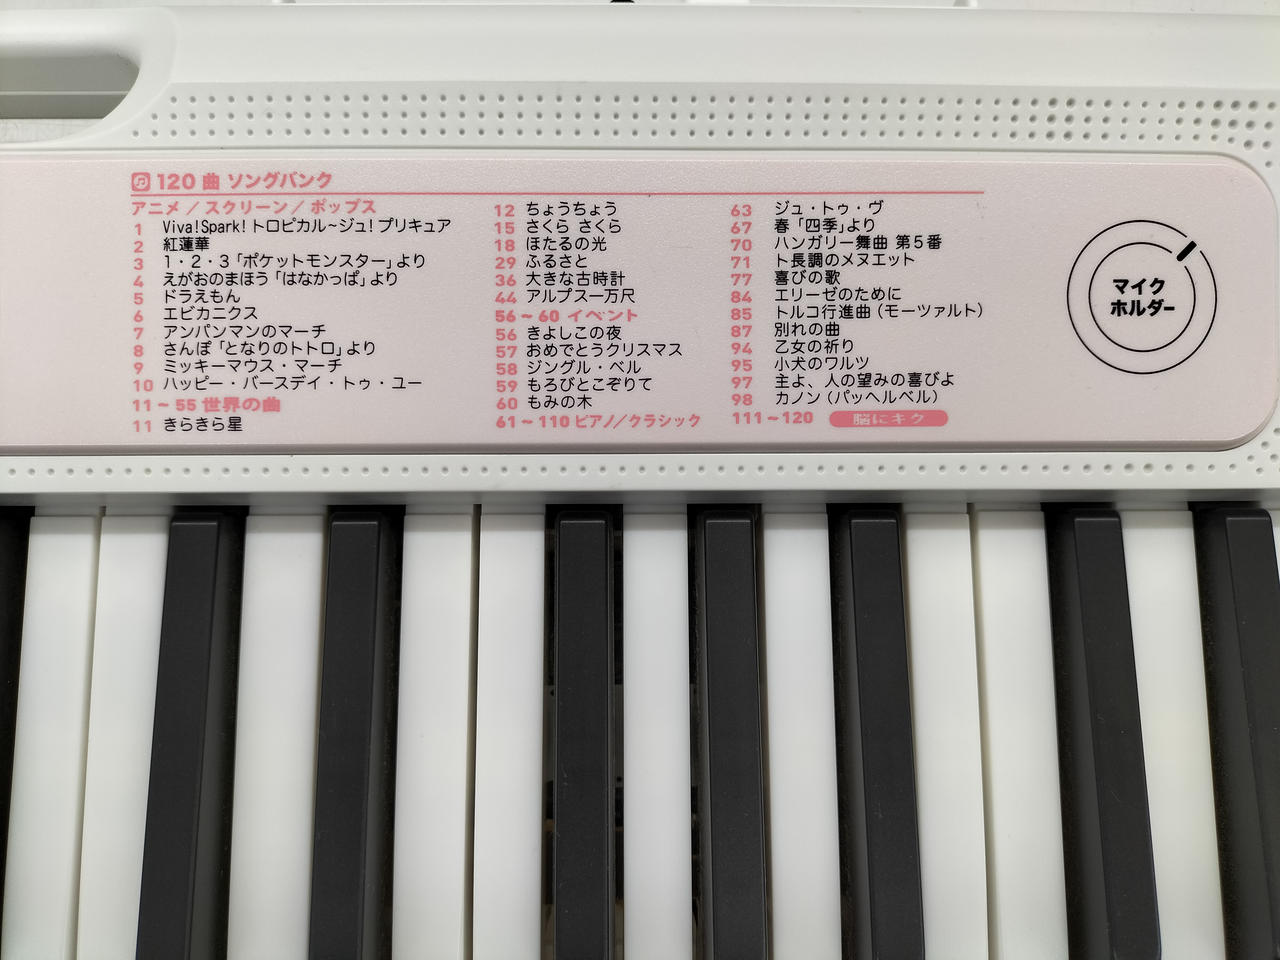 120 曲 ソングバンク
アニメ／スクリーン／ポップス
1 Viva!Spark!トロピカル~ジュ!プリキュア
2 紅蓮華
3 1・2・3「ポケットモンスター」より
4 えがおのまほう「はなかっぱ」より
5 ドラえもん
6 エビカニクス
7 アンパンマンのマーチ
8 さんぽ「となりのトトロ」より
9 ミッキーマウス・マーチ
10 ハッピー・バースデイ・トゥ・ユー
11~55 世界の曲
11 きらきら星
12 ちょうちょう
15 さくら さくら
18 ほたるの光
29 ふるさと
36 大きな古時計
44 アルプス一万尺
56~60 イベント
56 きよしこの夜
57 おめでとうクリスマス
58 ジングル・ベル
59 もろびとこぞりて
60 もみの木
61~110 ピアノ／クラシック
63 ジュ・トゥ・ヴ
67 春「四季」より
70 ハンガリー舞曲 第5番
71 ト長調のメヌエット
77 喜びの歌
84 エリーゼのために
85 トルコ行進曲（モーツァルト）
87 別れの曲
94 乙女の祈り
95 小犬のワルツ
97 主よ、人の望みの喜びよ
98 カノン（パッヘルベル）
111~120 脳にキク
マイク
ホルダー